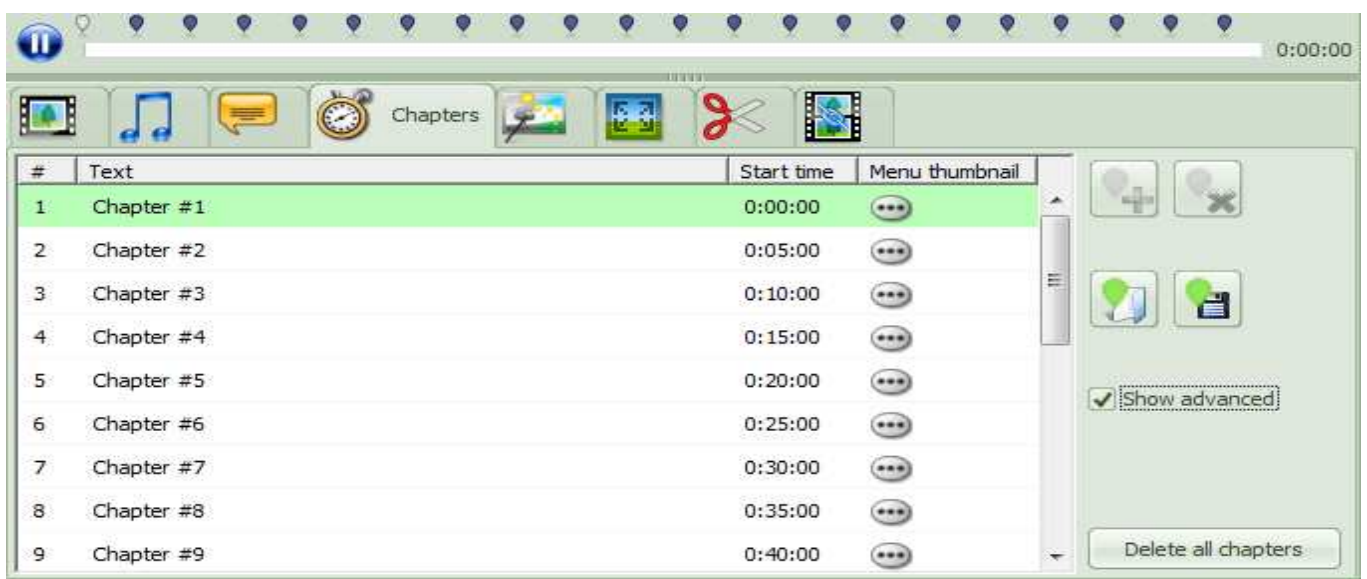 0:00:00
Chapters
# Text Start time Menu thumbnail
1 Chapter #1 0:00:00
2 Chapter #2 0:05:00
3 Chapter #3 0:10:00
4 Chapter #4 0:15:00
5 Chapter #5 0:20:00
Show advanced
6 Chapter #6 0:25:00
7 Chapter #7 0:30:00
8 Chapter #8 0:35:00
9 Chapter #9 0:40:00
Delete all chapters